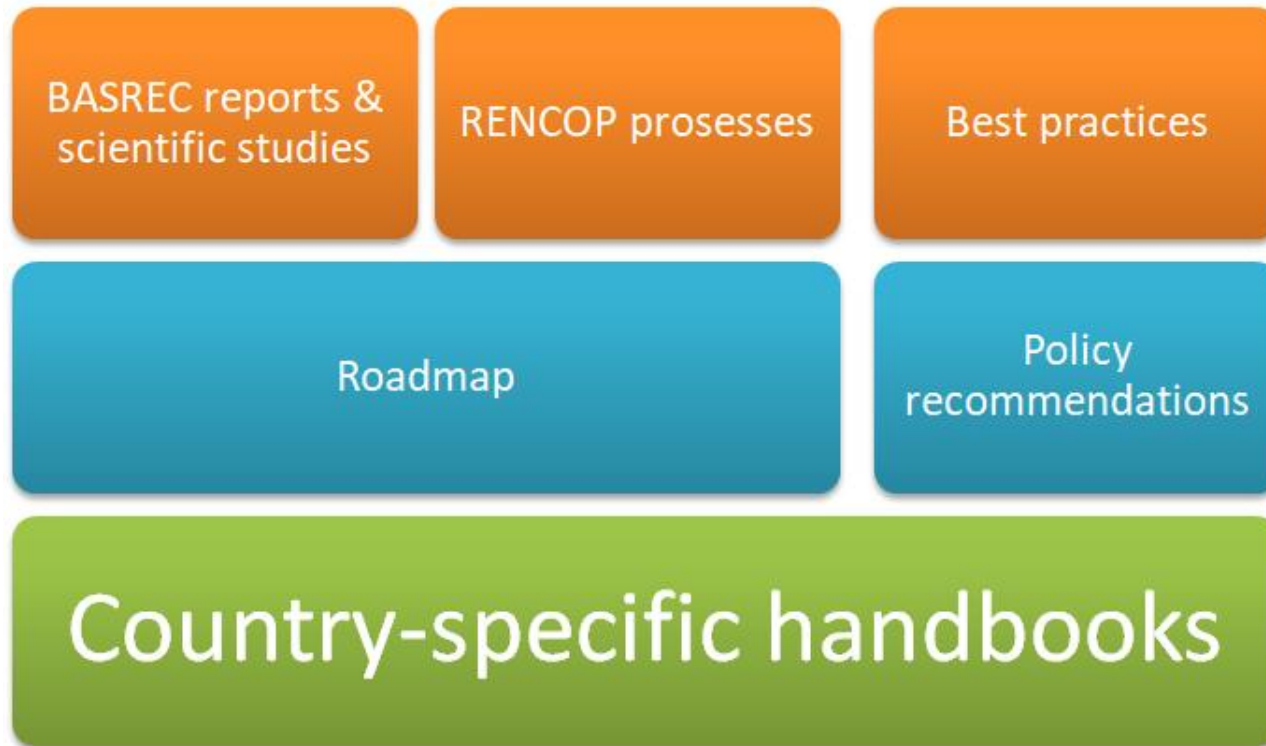 BASREC reports &
scientific studies
RENCOP prosesses
Best practices
Roadmap
Policy
recommendations
Country-specific handbooks